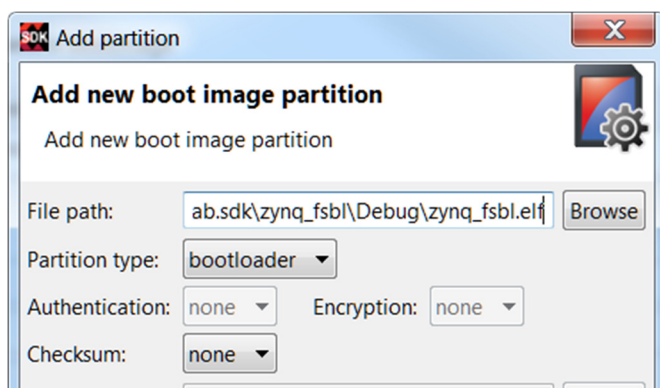 SDK Add partition
Add new boot image partition
Add new boot image partition
File path: ab.sdk\zynq_fsbl\Debug\zynq_fsbl.elf Browse
Partition type: bootloader
Authentication: none Encryption: none
Checksum: none